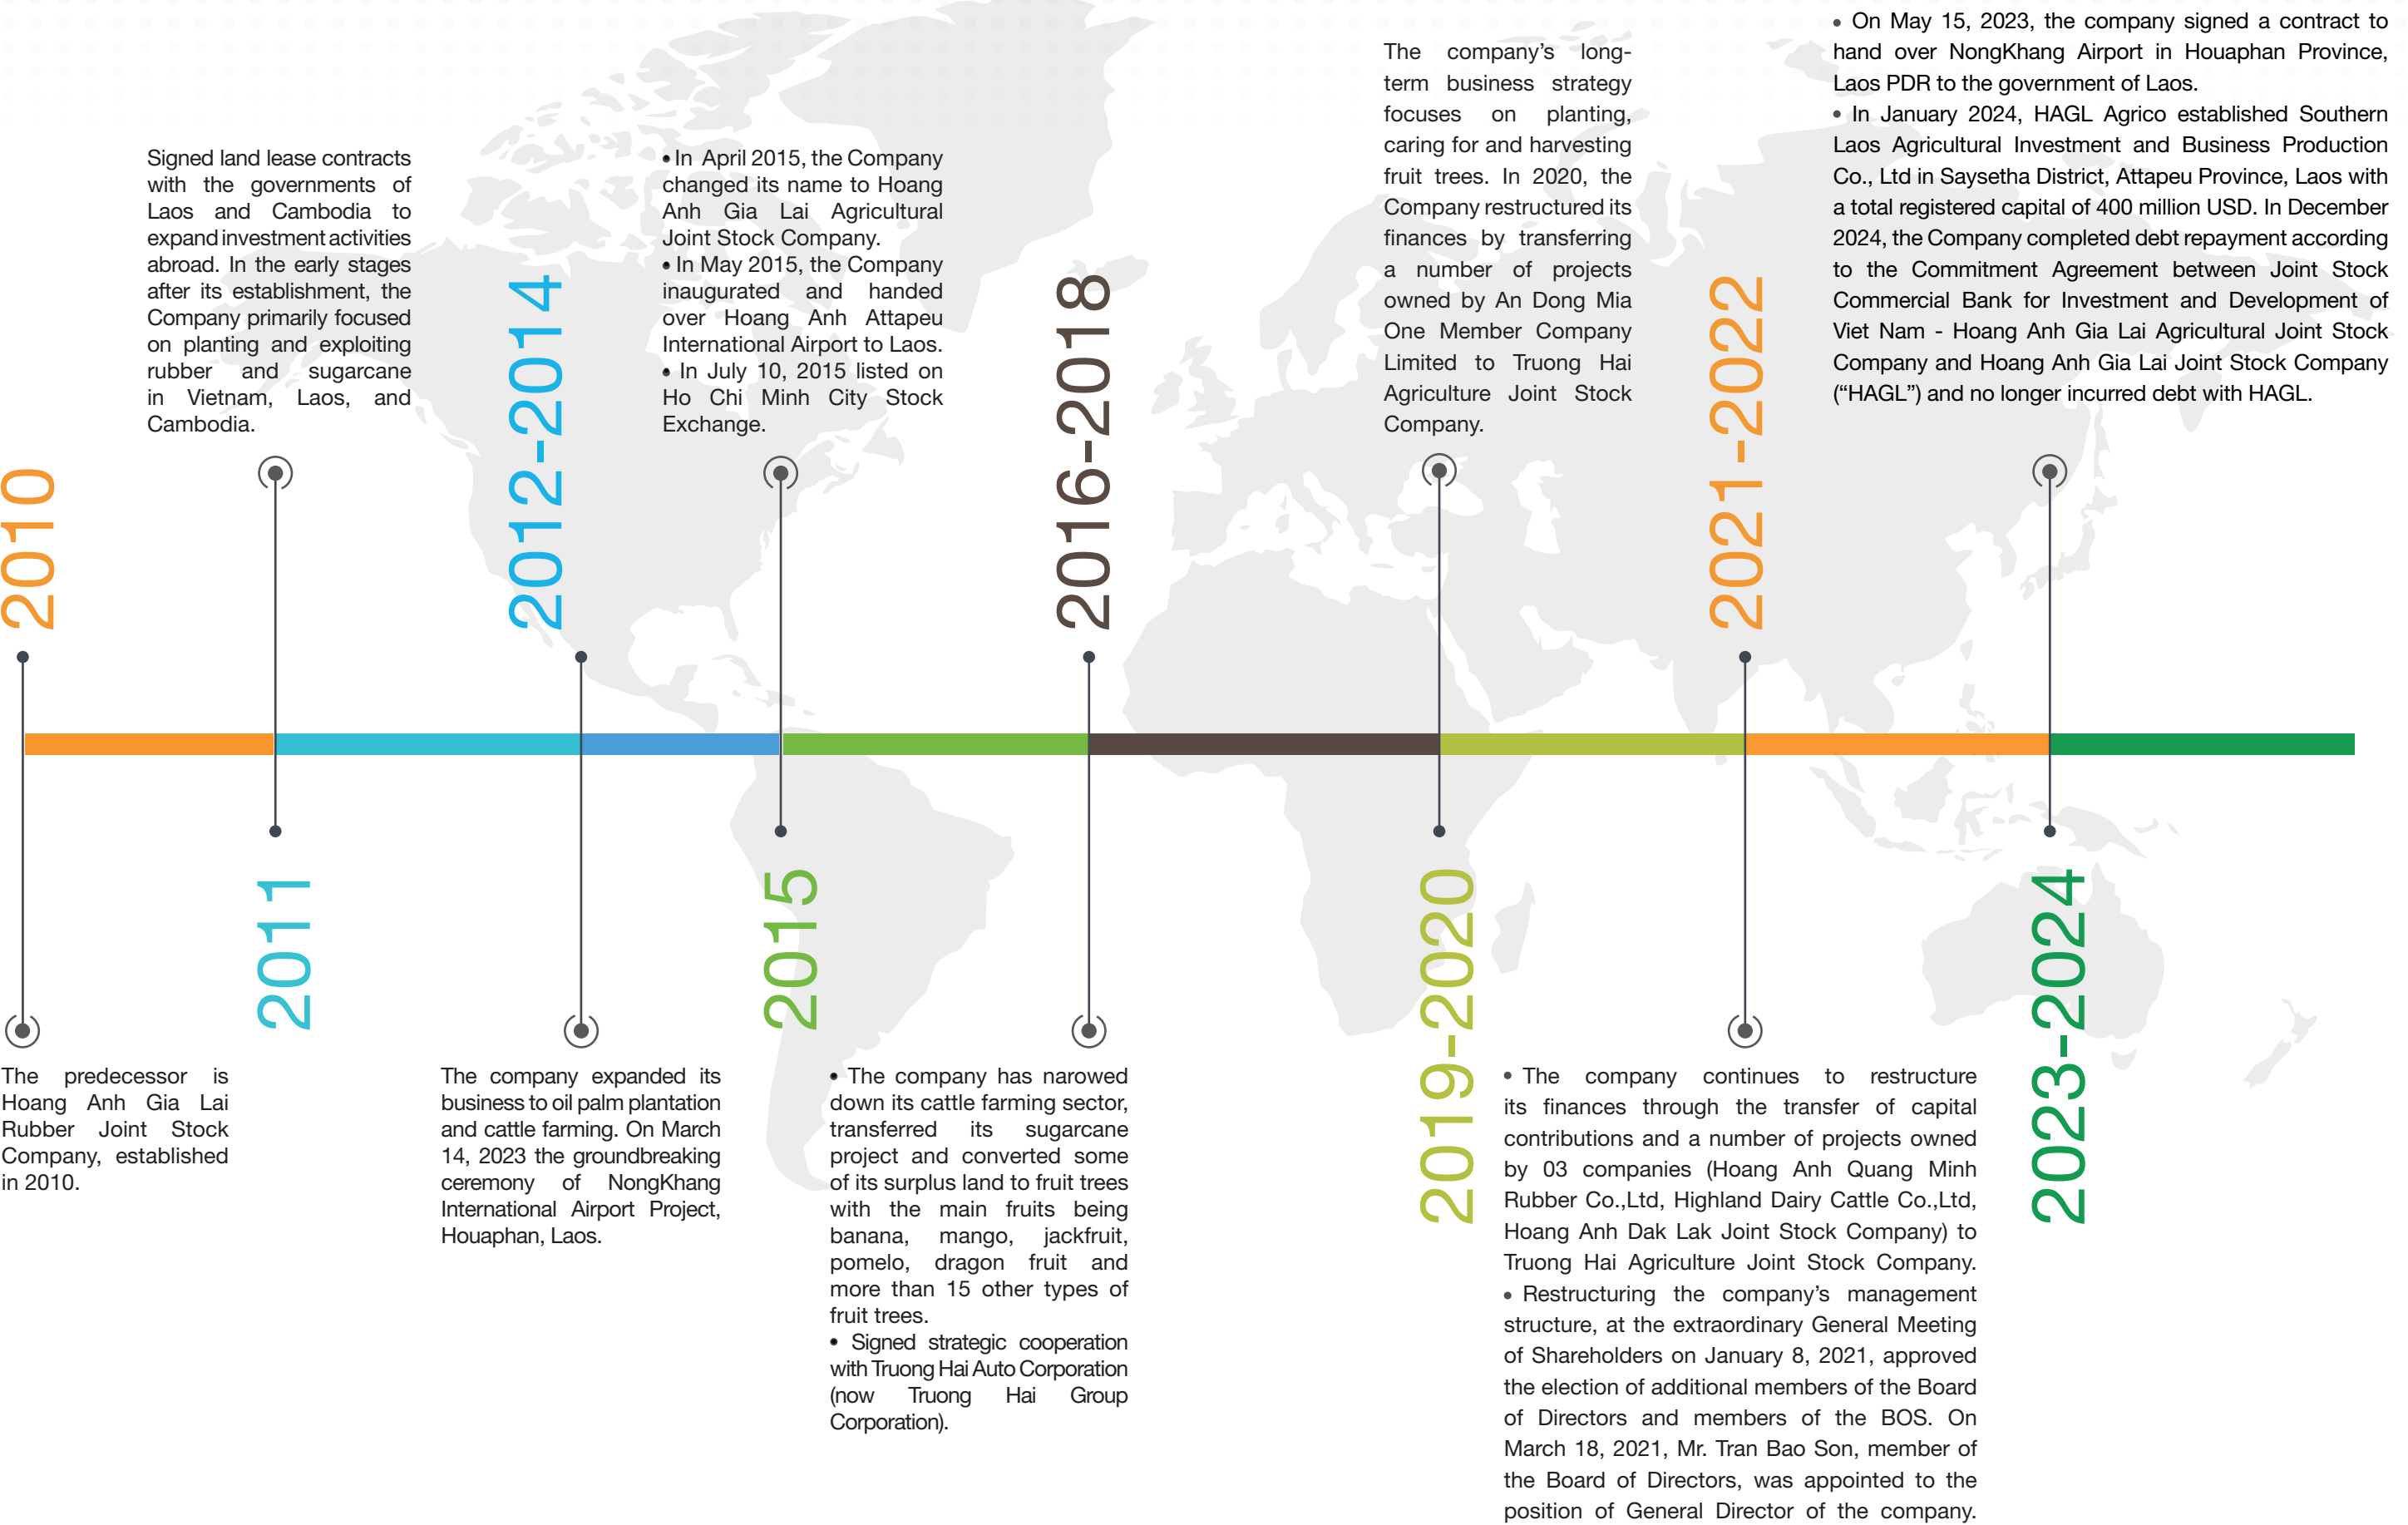 2010
The predecessor is
Hoang Anh Gia Lai
Rubber Joint Stock
Company, established
in 2010.
Signed land lease contracts
with the governments of
Laos and Cambodia to
expand investment activities
abroad. In the early stages
after its establishment, the
Company primarily focused
on planting and exploiting
rubber and sugarcane
in Vietnam, Laos, and
Cambodia.
2011
2012-2014
The company expanded its
business to oil palm plantation
and cattle farming. On March
14, 2023 the groundbreaking
ceremony of NongKhang
International Airport Project,
Houaphan, Laos.
• In April 2015, the Company
changed its name to Hoang
Anh Gia Lai Agricultural
Joint Stock Company.
• In May 2015, the Company
inaugurated and handed
over Hoang Anh Attapeu
International Airport to Laos.
• In July 10, 2015 listed on
Ho Chi Minh City Stock
Exchange.
2015
2016-2018
• The company has narowed
down its cattle farming sector,
transferred its sugarcane
project and converted some
of its surplus land to fruit trees
with the main fruits being
banana, mango, jackfruit,
pomelo, dragon fruit and
more than 15 other types of
fruit trees.
• Signed strategic cooperation
with Truong Hai Auto Corporation
(now Truong Hai Group
Corporation).
The company's long-
term business strategy
focuses on planting,
caring for and harvesting
fruit trees. In 2020, the
Company restructured its
finances by transferring
a number of projects
owned by An Dong Mia
One Member Company
Limited to Truong Hai
Agriculture Joint Stock
Company.
2019-2020
2021-2022
• The company continues to restructure
its finances through the transfer of capital
contributions and a number of projects owned
by 03 companies (Hoang Anh Quang Minh
Rubber Co.,Ltd, Highland Dairy Cattle Co.,Ltd,
Hoang Anh Dak Lak Joint Stock Company) to
Truong Hai Agriculture Joint Stock Company.
• Restructuring the company's management
structure, at the extraordinary General Meeting
of Shareholders on January 8, 2021, approved
the election of additional members of the Board
of Directors and members of the BOS. On
March 18, 2021, Mr. Tran Bao Son, member of
the Board of Directors, was appointed to the
position of General Director of the company.
• On May 15, 2023, the company signed a contract to
hand over NongKhang Airport in Houaphan Province,
Laos PDR to the government of Laos.
• In January 2024, HAGL Agrico established Southern
Laos Agricultural Investment and Business Production
Co., Ltd in Saysetha District, Attapeu Province, Laos with
a total registered capital of 400 million USD. In December
2024, the Company completed debt repayment according
to the Commitment Agreement between Joint Stock
Commercial Bank for Investment and Development of
Viet Nam - Hoang Anh Gia Lai Agricultural Joint Stock
Company and Hoang Anh Gia Lai Joint Stock Company
(“HAGL”) and no longer incurred debt with HAGL.
2023-2024